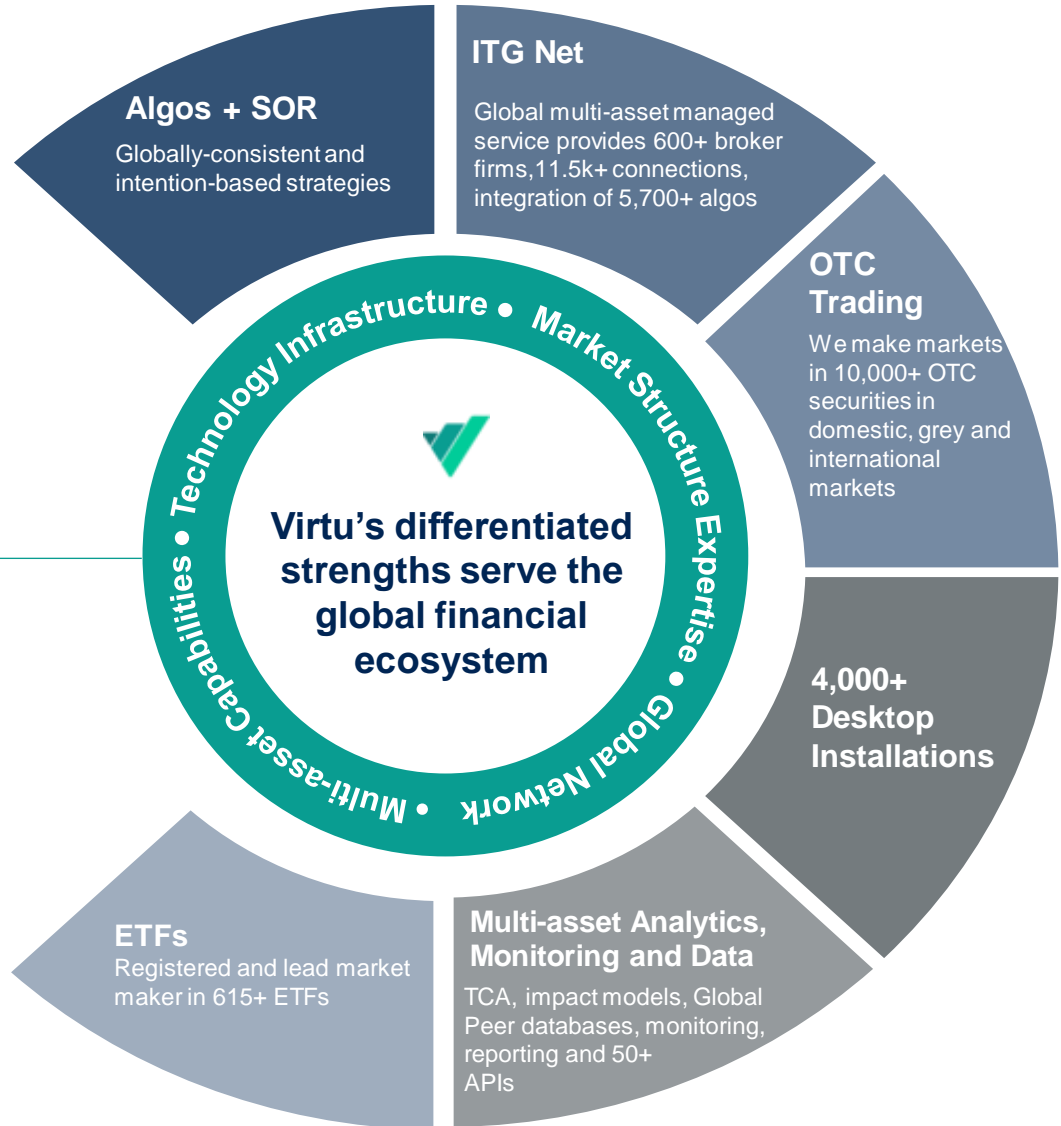 Algos + SOR
Globally-consistent and
intention-based strategies
ITG Net
Global multi-asset managed
service provides 600+ broker
firms,11.5k+ connections,
integration of 5,700+ algos
OTC
Trading
We make markets
in 10,000+ OTC
securities in
domestic, grey and
international
markets
4,000+
Desktop
Installations
Multi-asset Analytics,
Monitoring and Data
TCA, impact models, Global
Peer databases, monitoring,
reporting and 50+
APIs
ETFs
Registered and lead market
maker in 615+ ETFs
Technology Infrastructure • Market Structure Expertise • Global Network • Multi-asset Capabilities •
Virtu’s differentiated
strengths serve the
global financial
ecosystem